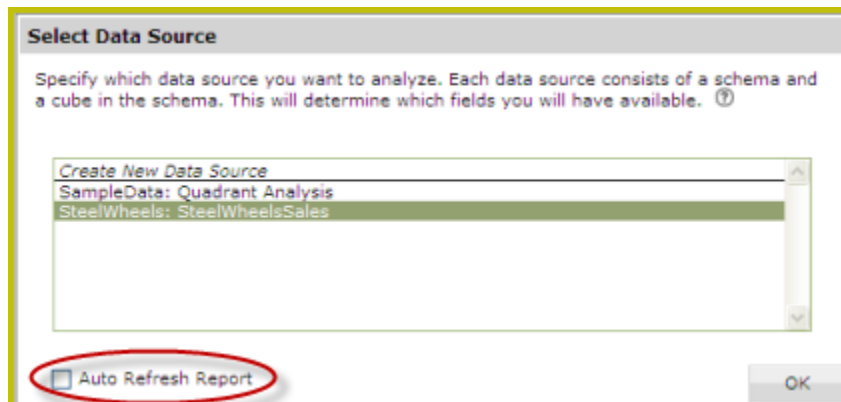 Select Data Source
Specify which data source you want to analyze. Each data source consists of a schema and
a cube in the schema. This will determine which fields you will have available. ?
Create New Data Source
SampleData: Quadrant Analysis
SteelWheels: SteelWheelsSales
Auto Refresh Report
OK